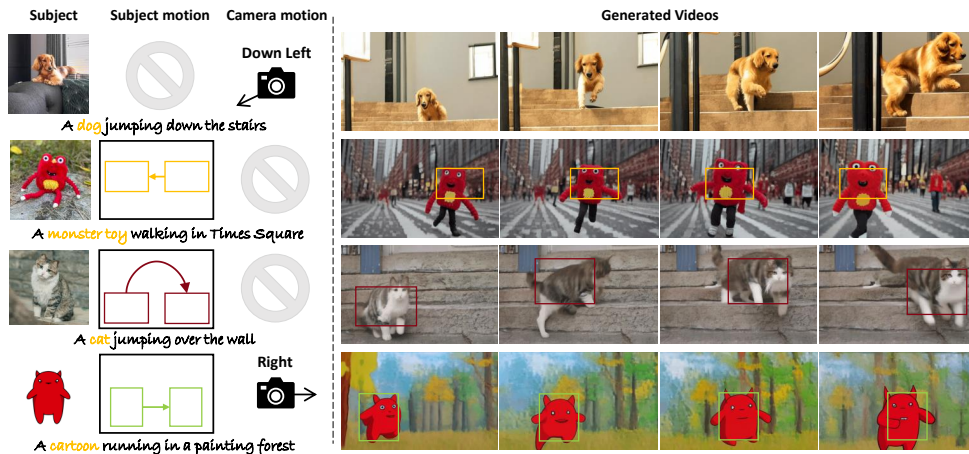 Subject Subject motion Camera motion Generated Videos
Down Left
A dog jumping down the stairs
A monster toy walking in Times Square
A cat jumping over the wall
Right
A cartoon running in a painting forest